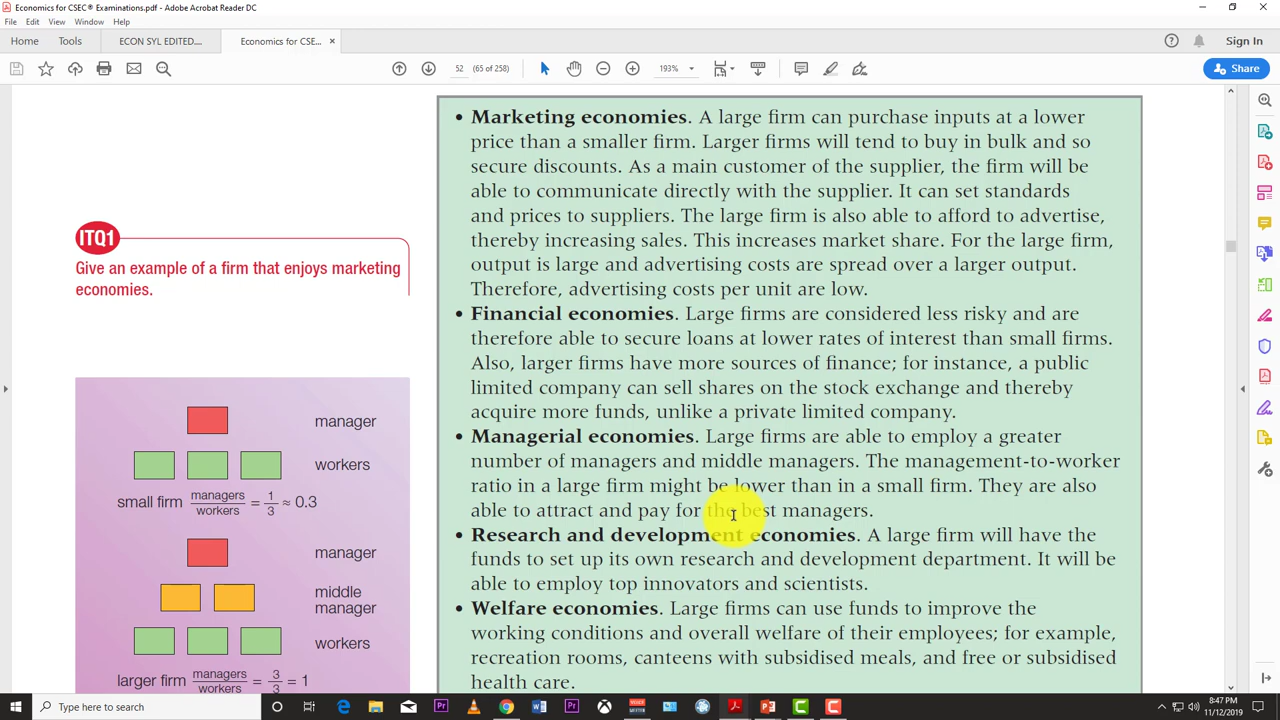 Economics for CSEC® Examinations.pdf - Adobe Acrobat Reader DC
File Edit View Window Help
Home Tools ECON SYL EDITED.... Economics for CSE... × Sign In
52 (65 of 258) 193% Share
• Marketing economies. A large firm can purchase inputs at a lower
price than a smaller firm. Larger firms will tend to buy in bulk and so
secure discounts. As a main customer of the supplier, the firm will be
able to communicate directly with the supplier. It can set standards
and prices to suppliers. The large firm is also able to afford to advertise,
thereby increasing sales. This increases market share. For the large firm,
output is large and advertising costs are spread over a larger output.
Therefore, advertising costs per unit are low.
• Financial economies. Large firms are considered less risky and are
therefore able to secure loans at lower rates of interest than small firms.
Also, larger firms have more sources of finance; for instance, a public
limited company can sell shares on the stock exchange and thereby
acquire more funds, unlike a private limited company.
• Managerial economies. Large firms are able to employ a greater
number of managers and middle managers. The management-to-worker
ratio in a large firm might be lower than in a small firm. They are also
able to attract and pay for the best managers.
• Research and development economies. A large firm will have the
funds to set up its own research and development department. It will be
able to employ top innovators and scientists.
• Welfare economies. Large firms can use funds to improve the
working conditions and overall welfare of their employees; for example,
recreation rooms, canteens with subsidised meals, and free or subsidised
health care.
ITQ1
Give an example of a firm that enjoys marketing
economies.
manager
workers
small firm managers/workers = 1/3 ≈ 0.3
manager
middle
manager
workers
larger firm managers/workers = 3/3 = 1
Type here to search
8:47 PM
11/12/2019